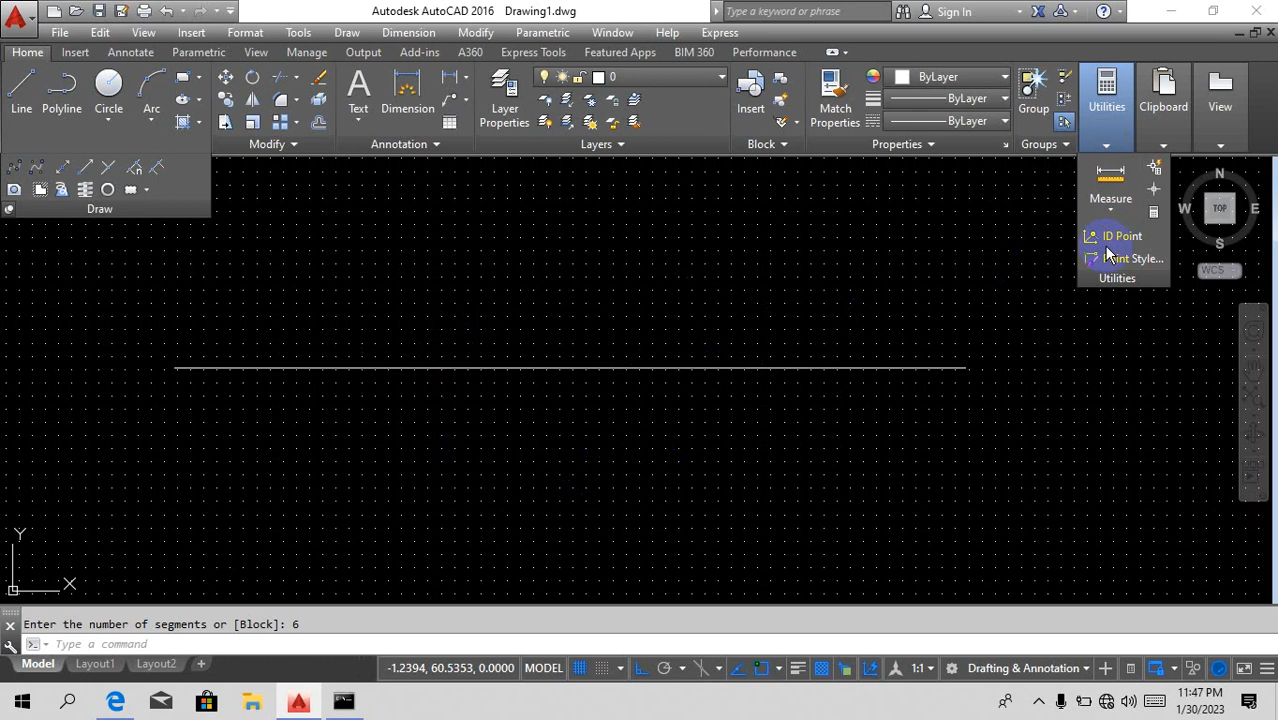 Autodesk AutoCAD 2016 Drawing1.dwg
Type a keyword or phrase
Sign In
File Edit View Insert Format Tools Draw Dimension Modify Parametric Window Help Express
Home Insert Annotate Parametric View Manage Output Add-ins A360 Express Tools Featured Apps BIM 360 Performance
0
ByLayer
ByLayer
ByLayer
Line Polyline Circle Arc Text Dimension Layer Properties Insert Match Properties Group Utilities Clipboard View
Modify Annotation Layers Block Properties Groups
Draw
Measure
ID Point
Point Style...
Utilities
N
W TOP E
S
WCS
Y
X
Enter the number of segments or [Block]: 6
Type a command
Model Layout1 Layout2 +
-1.2394, 60.5353, 0.0000 MODEL 1:1 Drafting & Annotation
11:47 PM
1/30/2023